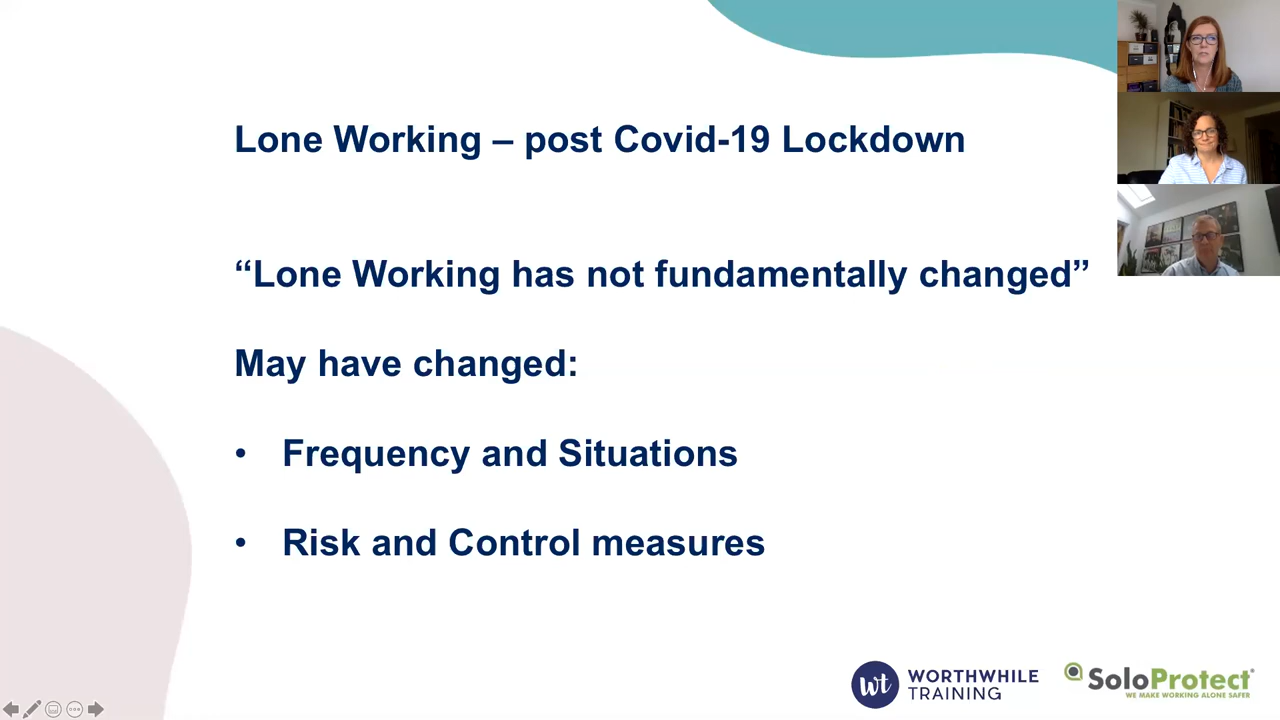 Lone Working – post Covid-19 Lockdown
“Lone Working has not fundamentally changed”
May have changed:
• Frequency and Situations
• Risk and Control measures
wt WORTHWHILE
TRAINING
SoloProtect®
WE MAKE WORKING ALONE SAFER